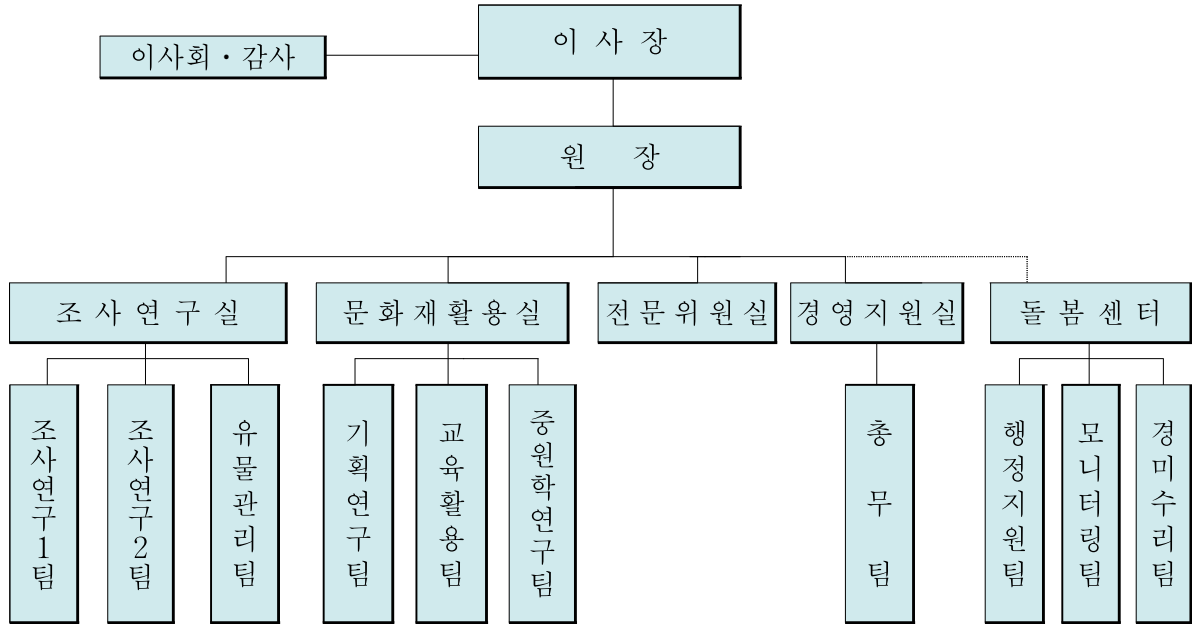 이 사 장
이사회·감사
원 장
조사연구실
문화재활용실
전문위원실
경영지원실
돌봄센터
조사연구1팀
조사연구2팀
유물관리팀
기획연구팀
교육활용팀
중원학연구팀
총무팀
행정지원팀
모니터링팀
경미수리팀